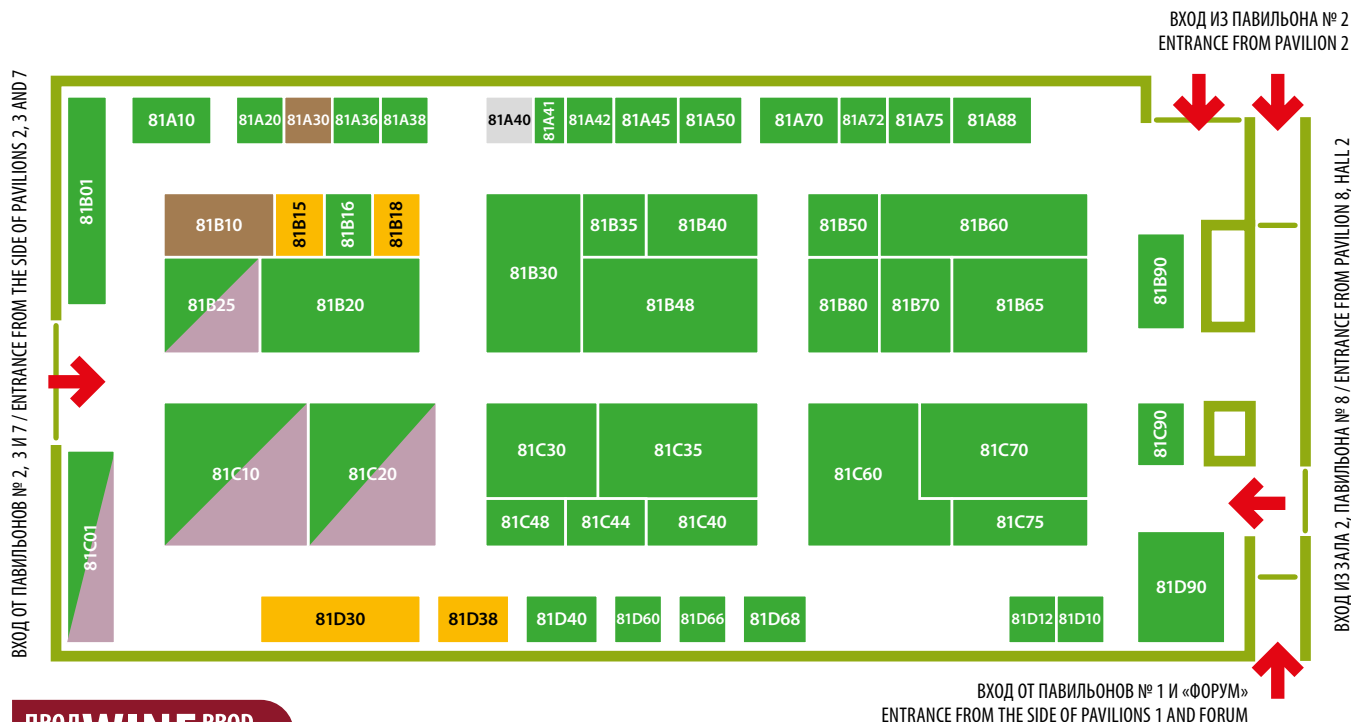 ВХОД ИЗ ПАВИЛЬОНА № 2
ENTRANCE FROM PAVILION 2
ВХОД ОТ ПАВИЛЬОНОВ № 2, 3 И 7 / ENTRANCE FROM THE SIDE OF PAVILIONS 2, 3 AND 7
81A10
81A20
81A30
81A36
81A38
81A40
81A41
81A42
81A45
81A50
81A70
81A72
81A75
81A88
81B01
81B10
81B15
81B16
81B18
81B25
81B20
81B30
81B35
81B40
81B48
81B50
81B60
81B80
81B70
81B65
81B90
81C01
81C10
81C20
81C30
81C35
81C48
81C44
81C40
81C60
81C70
81C75
81C90
81D30
81D38
81D40
81D60
81D66
81D68
81D12
81D10
81D90
ВХОД ИЗ ЗАЛА 2, ПАВИЛЬОНА № 8 / ENTRANCE FROM PAVILION 8, HALL 2
ВХОД ОТ ПАВИЛЬОНОВ № 1 И «ФОРУМ»
ENTRANCE FROM THE SIDE OF PAVILIONS 1 AND FORUM
ПРОДWINEPROD